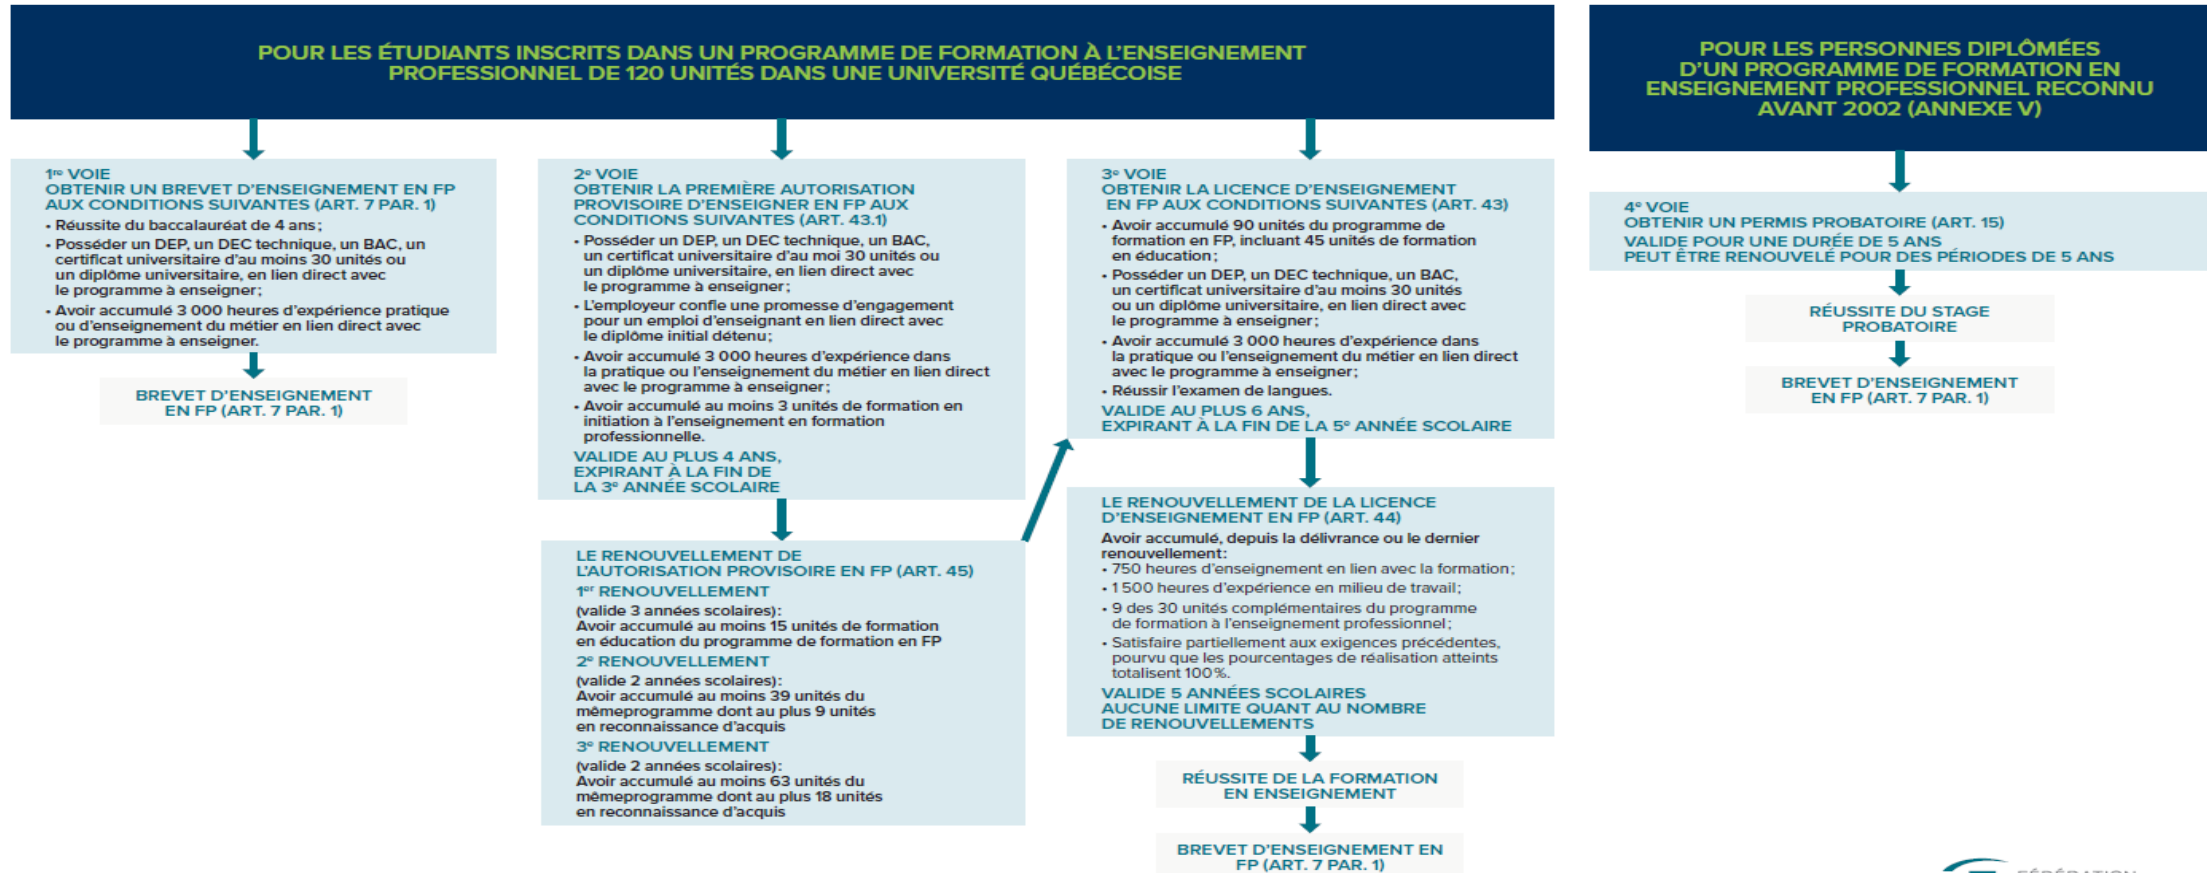 POUR LES ÉTUDIANTS INSCRITS DANS UN PROGRAMME DE FORMATION À L'ENSEIGNEMENT
PROFESSIONNEL DE 120 UNITÉS DANS UNE UNIVERSITÉ QUÉBÉCOISE
1re VOIE
OBTENIR UN BREVET D'ENSEIGNEMENT EN FP
AUX CONDITIONS SUIVANTES (ART. 7 PAR. 1)
• Réussite du baccalauréat de 4 ans;
• Posséder un DEP, un DEC technique, un BAC, un
certificat universitaire d'au moins 30 unités ou
un diplôme universitaire, en lien direct avec
le programme à enseigner;
• Avoir accumulé 3 000 heures d'expérience pratique
ou d'enseignement du métier en lien direct avec
le programme à enseigner.
BREVET D'ENSEIGNEMENT
EN FP (ART. 7 PAR. 1)
2e VOIE
OBTENIR LA PREMIÈRE AUTORISATION
PROVISOIRE D'ENSEIGNER EN FP AUX
CONDITIONS SUIVANTES (ART. 43.1)
• Posséder un DEP, un DEC technique, un BAC,
un certificat universitaire d'au moi 30 unités ou
un diplôme universitaire, en lien direct avec
le programme à enseigner;
• L'employeur confie une promesse d'engagement
pour un emploi d'enseignant en lien direct avec
le diplôme initial détenu;
• Avoir accumulé 3 000 heures d'expérience dans
la pratique ou l'enseignement du métier en lien direct
avec le programme à enseigner;
• Avoir accumulé au moins 3 unités de formation en
initiation à l'enseignement en formation
professionnelle.
VALIDE AU PLUS 4 ANS,
EXPIRANT À LA FIN DE
LA 3e ANNÉE SCOLAIRE
LE RENOUVELLEMENT DE
L'AUTORISATION PROVISOIRE EN FP (ART. 45)
1er RENOUVELLEMENT
(valide 3 années scolaires):
Avoir accumulé au moins 15 unités de formation
en éducation du programme de formation en FP
2e RENOUVELLEMENT
(valide 2 années scolaires):
Avoir accumulé au moins 39 unités du
mêmeprogramme dont au plus 9 unités
en reconnaissance d'acquis
3e RENOUVELLEMENT
(valide 2 années scolaires):
Avoir accumulé au moins 63 unités du
mêmeprogramme dont au plus 18 unités
en reconnaissance d'acquis
3e VOIE
OBTENIR LA LICENCE D'ENSEIGNEMENT
EN FP AUX CONDITIONS SUIVANTES (ART. 43)
• Avoir accumulé 90 unités du programme de
formation en FP, incluant 45 unités de formation
en éducation;
• Posséder un DEP, un DEC technique, un BAC,
un certificat universitaire d'au moins 30 unités
ou un diplôme universitaire, en lien direct avec
le programme à enseigner;
• Avoir accumulé 3 000 heures d'expérience dans
la pratique ou l'enseignement du métier en lien direct
avec le programme à enseigner;
• Réussir l'examen de langues.
VALIDE AU PLUS 6 ANS,
EXPIRANT À LA FIN DE LA 5e ANNÉE SCOLAIRE
LE RENOUVELLEMENT DE LA LICENCE
D'ENSEIGNEMENT EN FP (ART. 44)
Avoir accumulé, depuis la délivrance ou le dernier
renouvellement:
• 750 heures d'enseignement en lien avec la formation;
• 1 500 heures d'expérience en milieu de travail;
• 9 des 30 unités complémentaires du programme
de formation à l'enseignement professionnel;
• Satisfaire partiellement aux exigences précédentes,
pourvu que les pourcentages de réalisation atteints
totalisent 100%.
VALIDE 5 ANNÉES SCOLAIRES
AUCUNE LIMITE QUANT AU NOMBRE
DE RENOUVELLEMENTS
RÉUSSITE DE LA FORMATION
EN ENSEIGNEMENT
BREVET D'ENSEIGNEMENT EN
FP (ART. 7 PAR. 1)
POUR LES PERSONNES DIPLÔMÉES
D'UN PROGRAMME DE FORMATION EN
ENSEIGNEMENT PROFESSIONNEL RECONNU
AVANT 2002 (ANNEXE V)
4e VOIE
OBTENIR UN PERMIS PROBATOIRE (ART. 15)
VALIDE POUR UNE DURÉE DE 5 ANS
PEUT ÊTRE RENOUVELÉ POUR DES PÉRIODES DE 5 ANS
RÉUSSITE DU STAGE
PROBATOIRE
BREVET D'ENSEIGNEMENT
EN FP (ART. 7 PAR. 1)